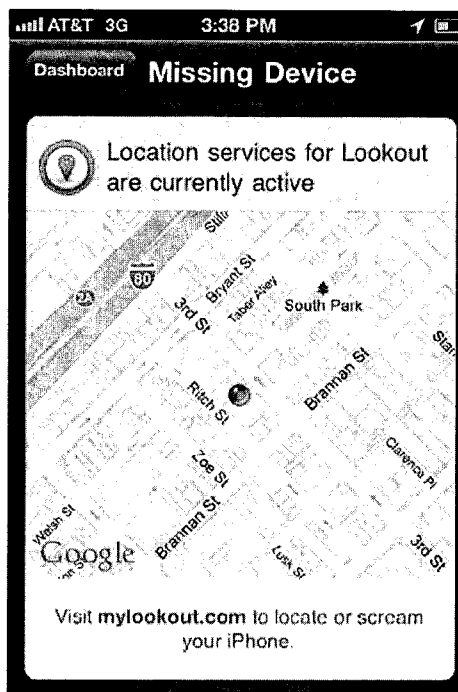 AT&T 3G 3:38 PM
Dashboard Missing Device
Location services for Lookout
are currently active
80
2A
Bryant St
Taber Alley
South Park
3rd St
Ritch St
Brannan St
Zoe St
Clarence Pl
Welsh St
Brannan St
3rd St
Lusk St
Google
Visit mylookout.com to locate or scream
your iPhone.